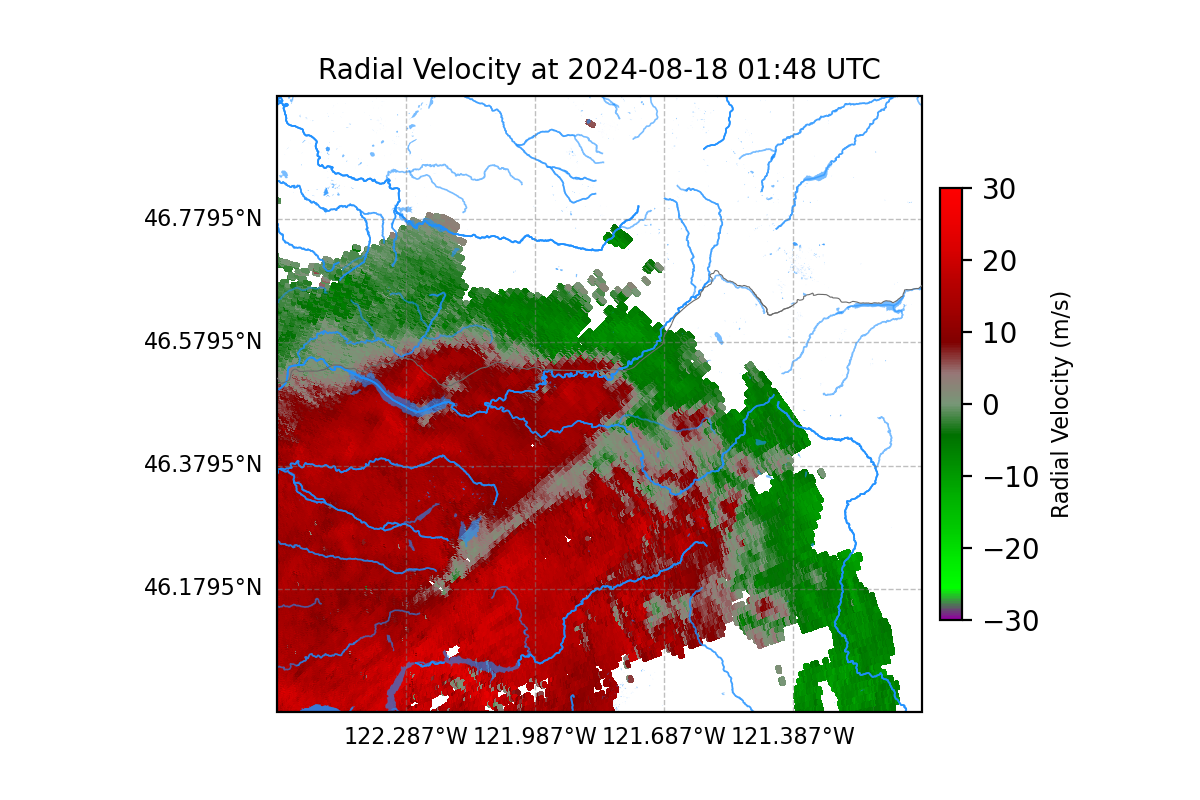 Radial Velocity at 2024-08-18 01:48 UTC
46.7795°N
46.5795°N
46.3795°N
46.1795°N
122.287°W 121.987°W 121.687°W 121.387°W
30
20
10
0
−10
−20
−30
Radial Velocity (m/s)